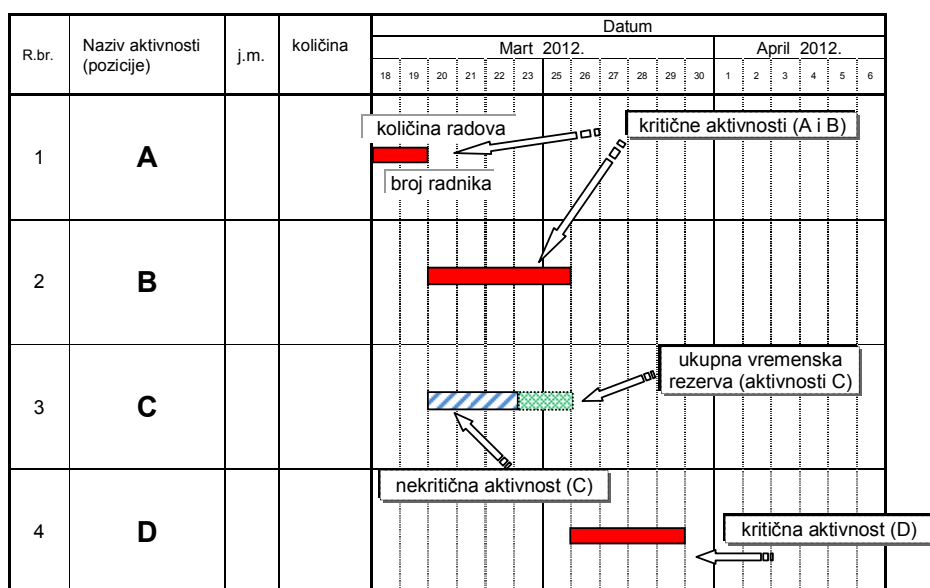 Datum
R.br.
Naziv aktivnosti
(pozicije)
j.m.
količina
Mart 2012.
April 2012.
18 19 20 21 22 23 25 26 27 28 29 30 1 2 3 4 5 6
količina radova
kritične aktivnosti (A i B)
1
A
broj radnika
2
B
ukupna vremenska
rezerva (aktivnosti C)
3
C
nekritična aktivnost (C)
4
D
kritična aktivnost (D)